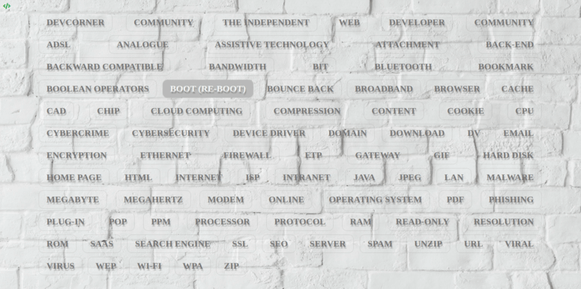 DEVCORNER COMMUNITY THE INDEPENDENT WEB DEVELOPER COMMUNITY
ADSL ANALOGUE ASSISTIVE TECHNOLOGY ATTACHMENT BACK-END
BACKWARD COMPATIBLE BANDWIDTH BIT BLUETOOTH BOOKMARK
BOOLEAN OPERATORS BOOT (RE-BOOT) BOUNCE BACK BROADBAND BROWSER CACHE
CAD CHIP CLOUD COMPUTING COMPRESSION CONTENT COOKIE CPU
CYBERCRIME CYBERSECURITY DEVICE DRIVER DOMAIN DOWNLOAD DV EMAIL
ENCRYPTION ETHERNET FIREWALL FTP GATEWAY GIF HARD DISK
HOME PAGE HTML INTERNET ISP INTRANET JAVA JPEG LAN MALWARE
MEGABYTE MEGAHERTZ MODEM ONLINE OPERATING SYSTEM PDF PHISHING
PLUG-IN POP PPM PROCESSOR PROTOCOL RAM READ-ONLY RESOLUTION
ROM SAAS SEARCH ENGINE SSL SEO SERVER SPAM UNZIP URL VIRAL
VIRUS WEP WI-FI WPA ZIP